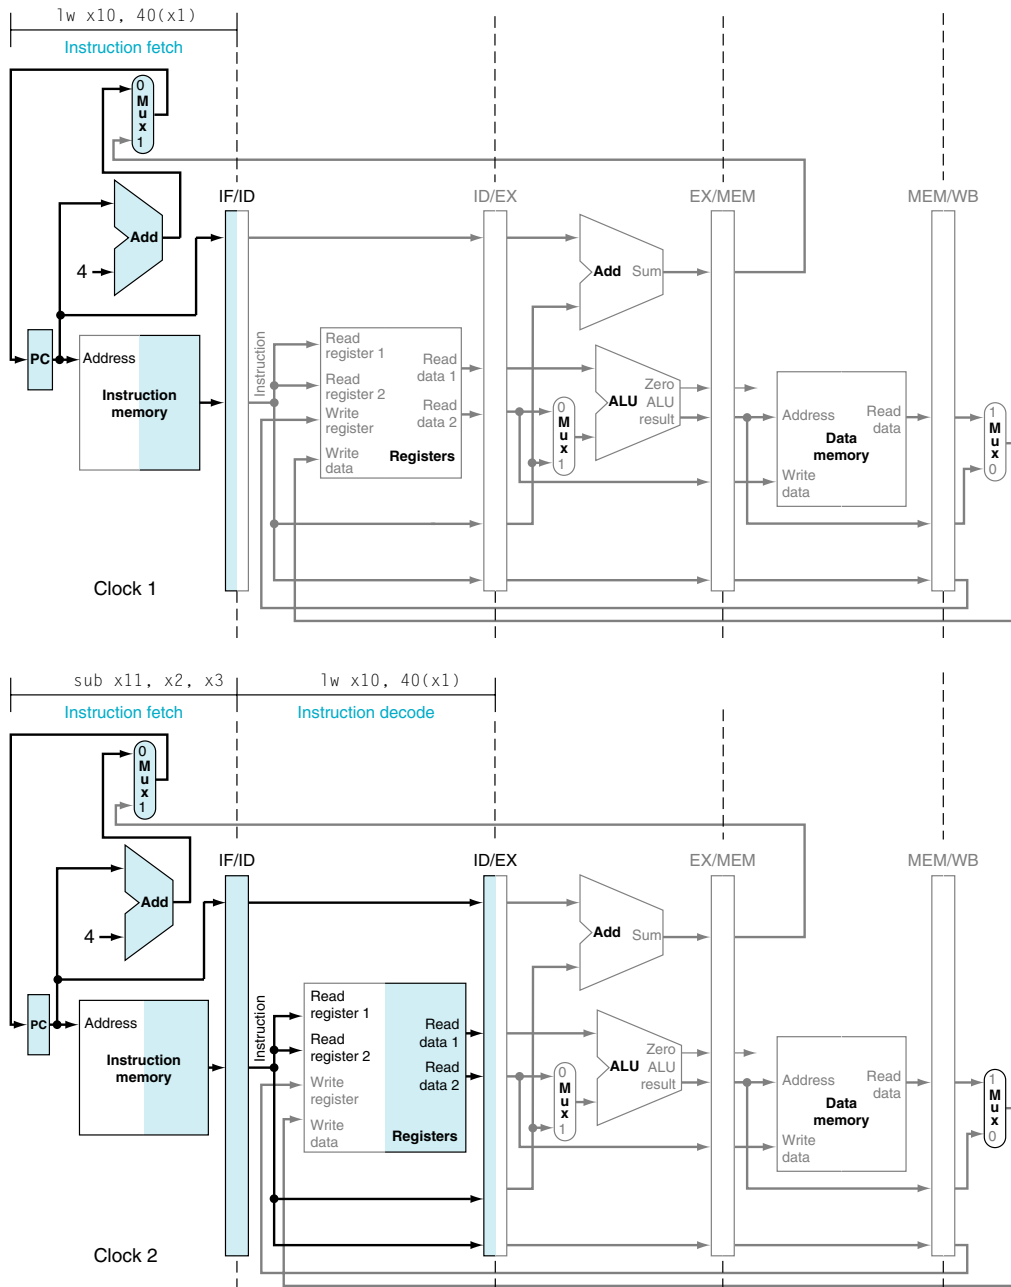 lw x10, 40(x1)
Instruction fetch
0
M
u
x
1
IF/ID
ID/EX
EX/MEM
MEM/WB
Add
4
Add Sum
PC
Address
Instruction
memory
Instruction
Read
register 1
Read
register 2
Write
register
Write
data
Read
data 1
Read
data 2
Registers
0
M
u
x
1
ALU
Zero
ALU
result
Address
Read
data
Data
memory
Write
data
1
M
u
x
0
Clock 1
sub x11, x2, x3
lw x10, 40(x1)
Instruction fetch
Instruction decode
0
M
u
x
1
IF/ID
ID/EX
EX/MEM
MEM/WB
Add
4
Add Sum
PC
Address
Instruction
memory
Instruction
Read
register 1
Read
register 2
Write
register
Write
data
Read
data 1
Read
data 2
Registers
0
M
u
x
1
ALU
Zero
ALU
result
Address
Read
data
Data
memory
Write
data
1
M
u
x
0
Clock 2